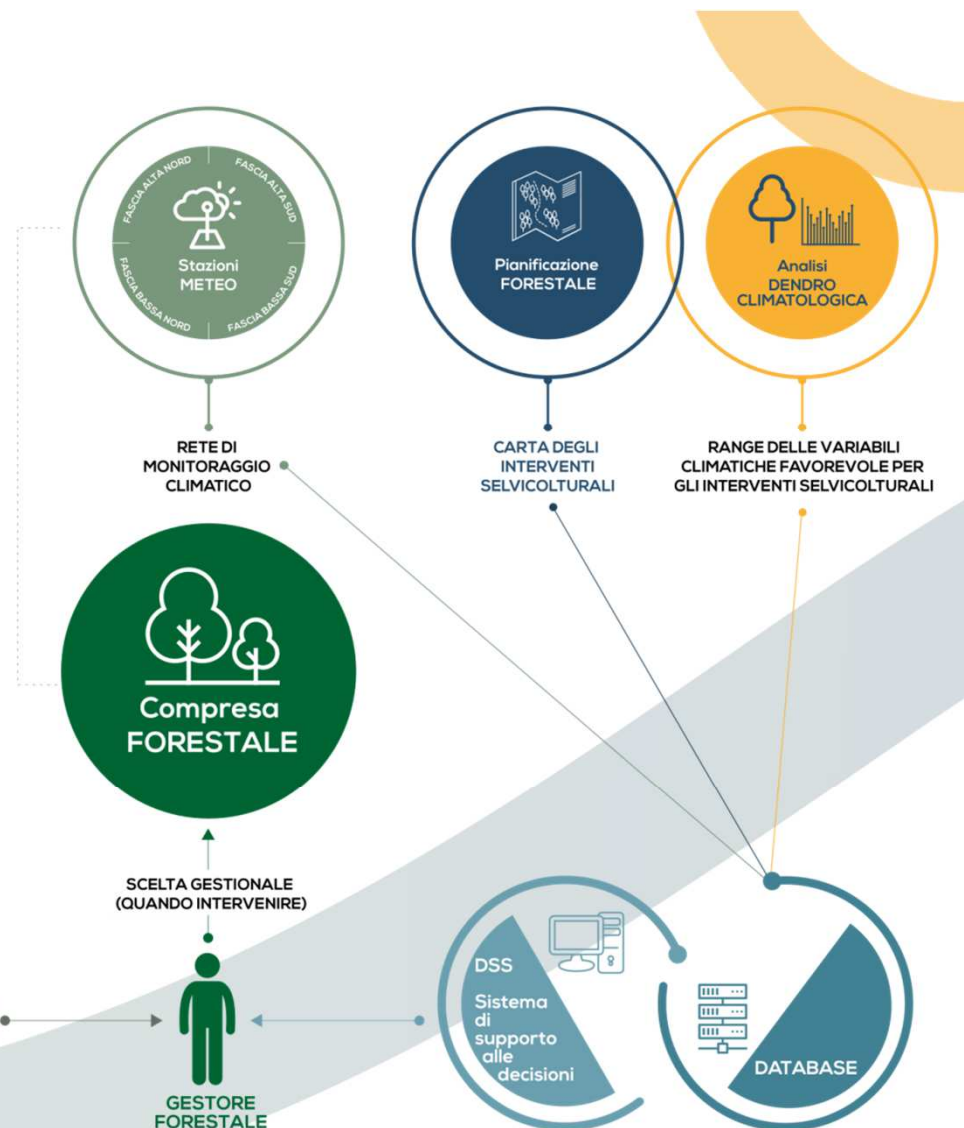 FASCIA ALTA NORD
FASCIA ALTA SUD
FASCIA BASSA NORD
FASCIA BASSA SUD
Stazioni
METEO
Pianificazione
FORESTALE
Analisi
DENDRO
CLIMATOLOGICA
RETE DI
MONITORAGGIO
CLIMATICO
CARTA DEGLI
INTERVENTI
SELVICOLTURALI
RANGE DELLE VARIABILI
CLIMATICHE FAVOREVOLE PER
GLI INTERVENTI SELVICOLTURALI
Compresa
FORESTALE
SCELTA GESTIONALE
(QUANDO INTERVENIRE)
DSS
Sistema
di
supporto
alle
decisioni
DATABASE
GESTORE
FORESTALE